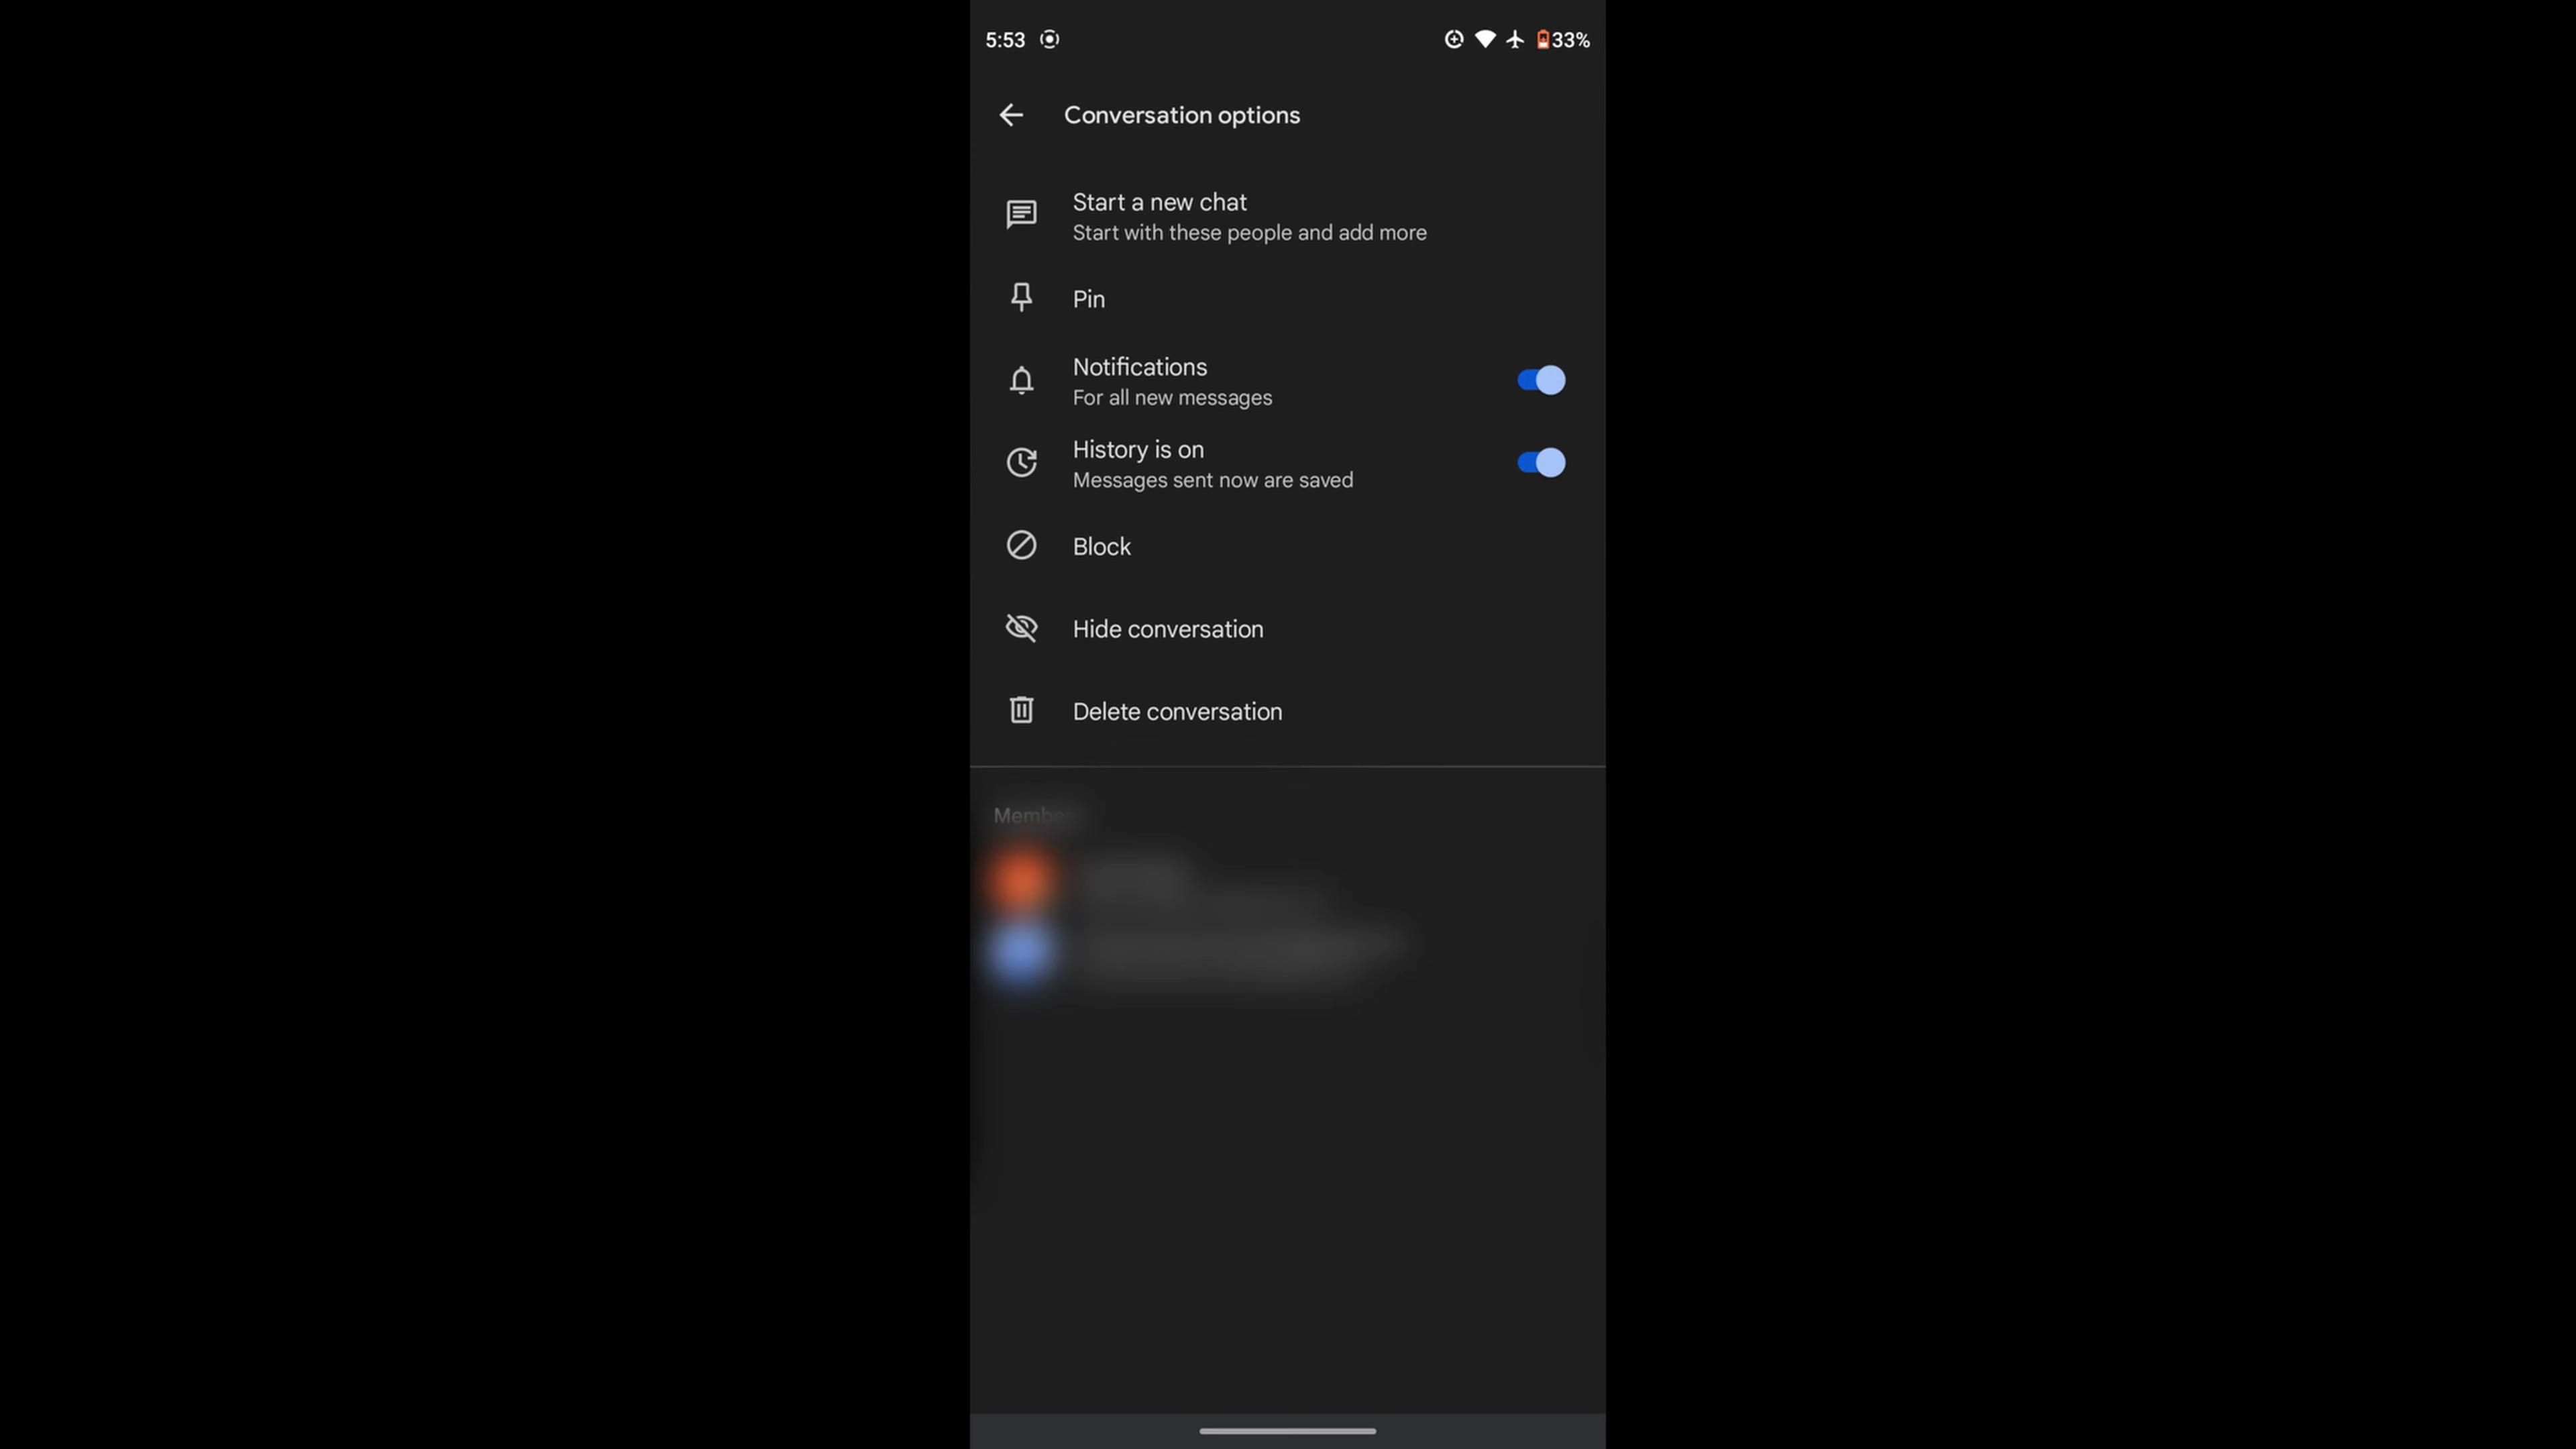 5:53
33%
Conversation options
Start a new chat
Start with these people and add more
Pin
Notifications
For all new messages
History is on
Messages sent now are saved
Block
Hide conversation
Delete conversation